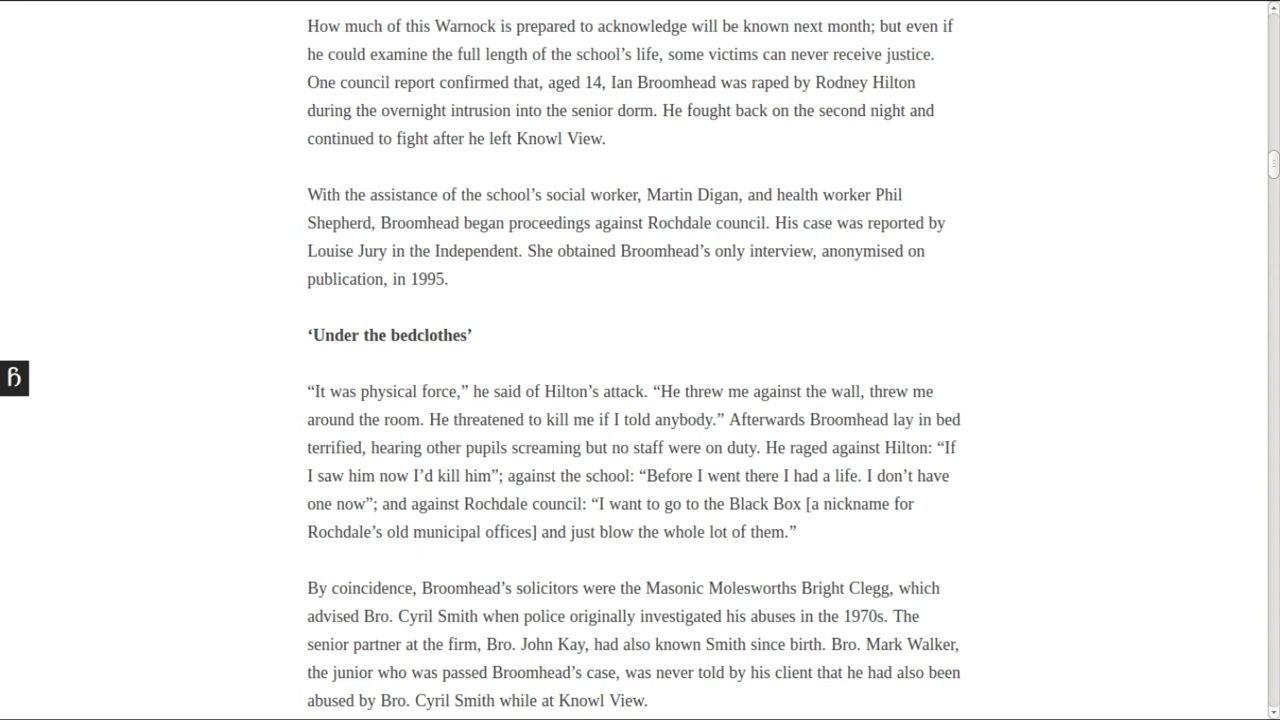 How much of this Warnock is prepared to acknowledge will be known next month; but even if
he could examine the full length of the school’s life, some victims can never receive justice.
One council report confirmed that, aged 14, Ian Broomhead was raped by Rodney Hilton
during the overnight intrusion into the senior dorm. He fought back on the second night and
continued to fight after he left Knowl View.
With the assistance of the school’s social worker, Martin Digan, and health worker Phil
Shepherd, Broomhead began proceedings against Rochdale council. His case was reported by
Louise Jury in the Independent. She obtained Broomhead’s only interview, anonymised on
publication, in 1995.
‘Under the bedclothes’
“It was physical force,” he said of Hilton’s attack. “He threw me against the wall, threw me
around the room. He threatened to kill me if I told anybody.” Afterwards Broomhead lay in bed
terrified, hearing other pupils screaming but no staff were on duty. He raged against Hilton: “If
I saw him now I’d kill him”; against the school: “Before I went there I had a life. I don’t have
one now”; and against Rochdale council: “I want to go to the Black Box [a nickname for
Rochdale’s old municipal offices] and just blow the whole lot of them.”
By coincidence, Broomhead’s solicitors were the Masonic Molesworths Bright Clegg, which
advised Bro. Cyril Smith when police originally investigated his abuses in the 1970s. The
senior partner at the firm, Bro. John Kay, had also known Smith since birth. Bro. Mark Walker,
the junior who was passed Broomhead’s case, was never told by his client that he had also been
abused by Bro. Cyril Smith while at Knowl View.